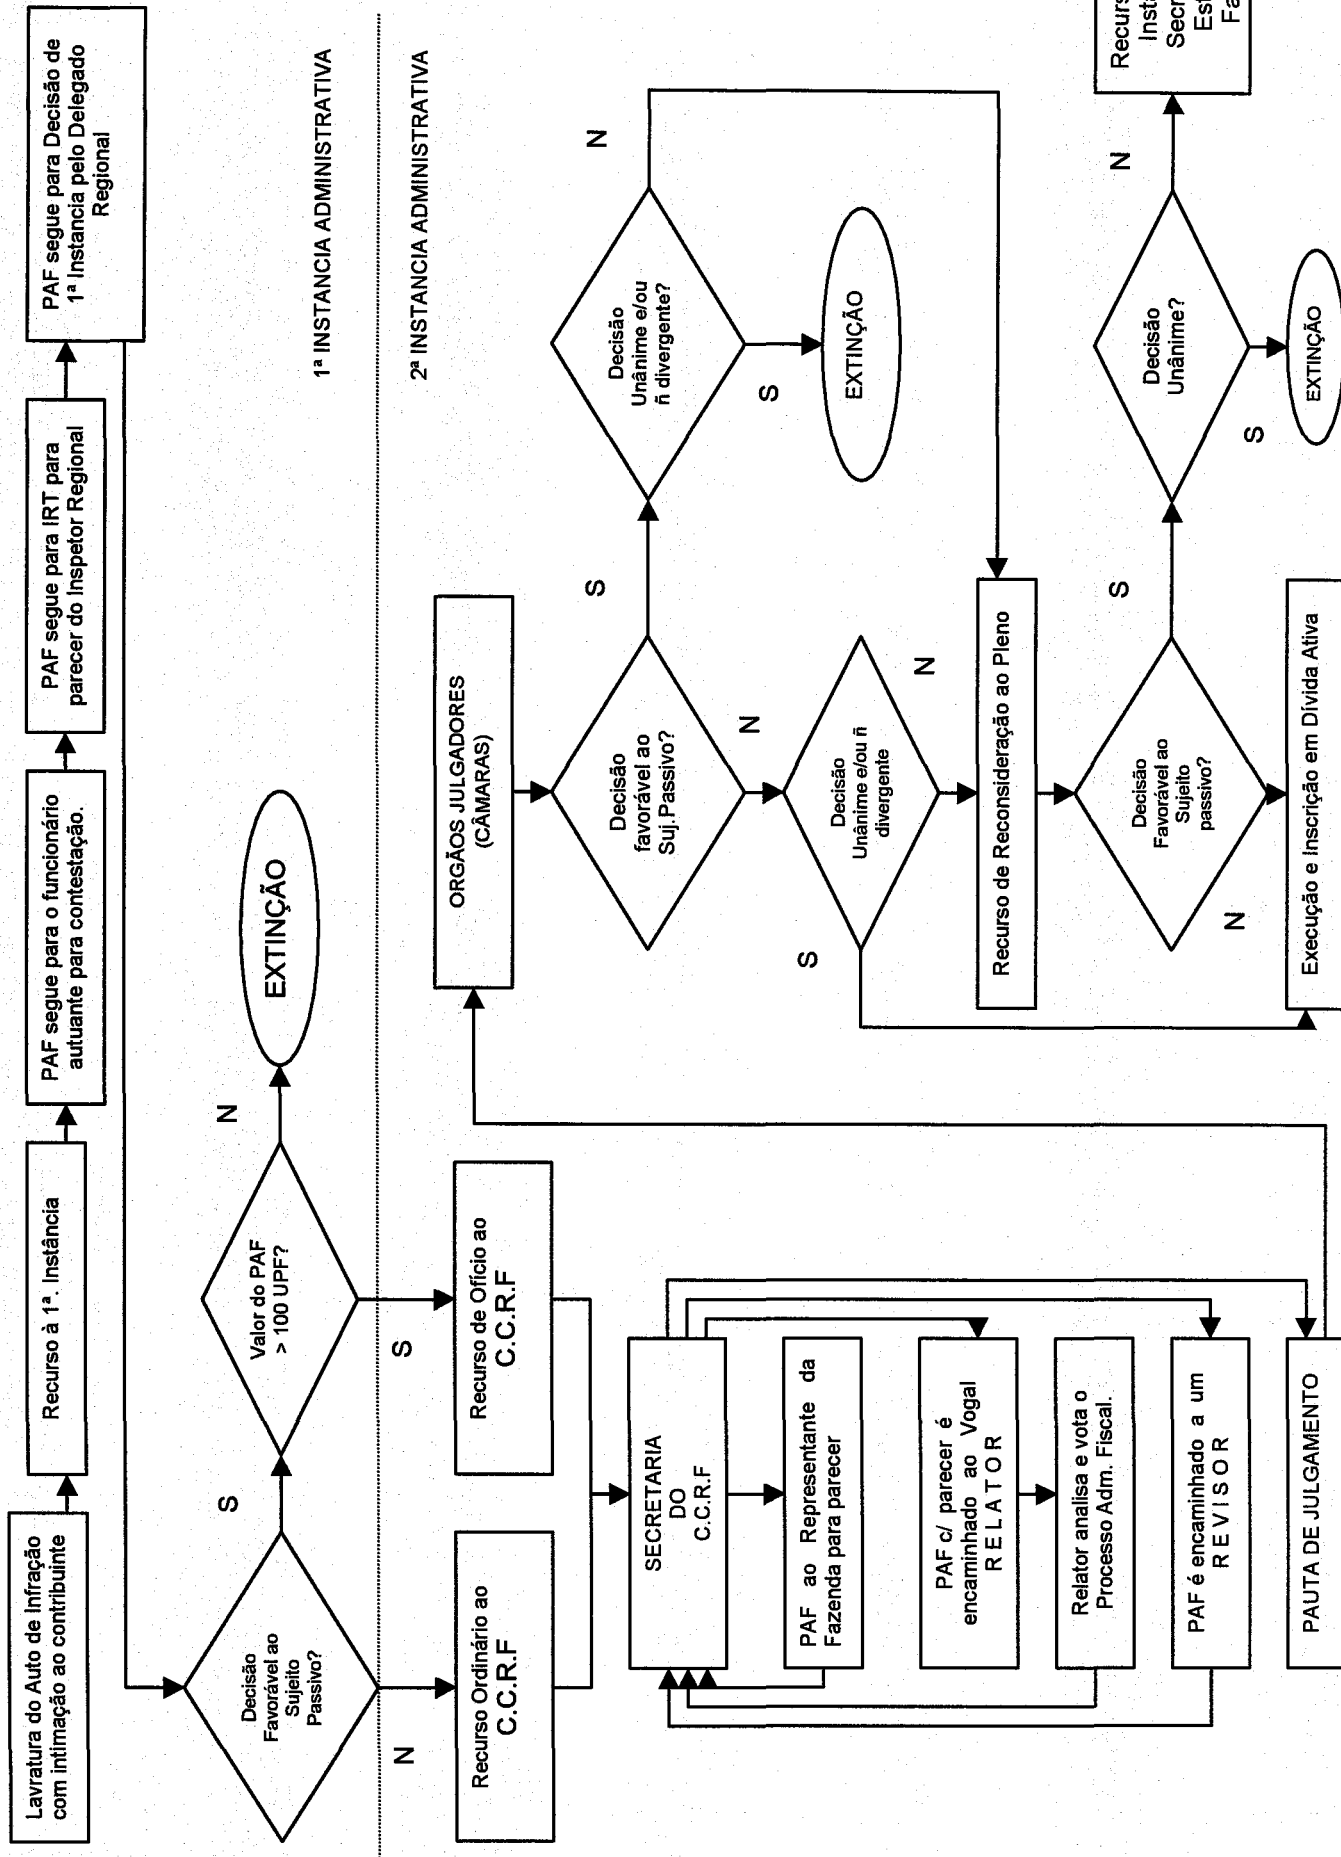 Lavratura do Auto de Infração
com intimação ao contribuinte
Recurso à 1ª. Instância
PAF segue para o funcionário
autuante para contestação.
PAF segue para IRT para
parecer do Inspetor Regional
PAF segue para Decisão de
1ª Instancia pelo Delegado
Regional
Decisão
Favorável ao
Sujeito
Passivo?
S
N
Valor do PAF
> 100 UPF?
N
S
EXTINÇÃO
1ª INSTANCIA ADMINISTRATIVA
2ª INSTANCIA ADMINISTRATIVA
Recurso Ordinário ao
C.C.R.F
Recurso de Ofício ao
C.C.R.F
SECRETARIA
DO
C.C.R.F
PAF ao Representante da
Fazenda para parecer
PAF c/ parecer é
encaminhado ao Vogal
R E L A T O R
Relator analisa e vota o
Processo Adm. Fiscal.
PAF é encaminhado a um
R E V I S O R
PAUTA DE JULGAMENTO
ORGÃOS JULGADORES
(CÂMARAS)
Decisão
favorável ao
Suj.Passivo?
S
N
Decisão
Unânime e/ou
ñ divergente?
N
S
EXTINÇÃO
Decisão
Unânime e/ou ñ
divergente
S
N
Recurso de Reconsideração ao Pleno
Decisão
Favorável ao
Sujeito
passivo?
S
N
Execução e Inscrição em Dívida Ativa
Decisão
Unânime?
N
S
EXTINÇÃO
Recurs
Insta
Secr
Est
Fa